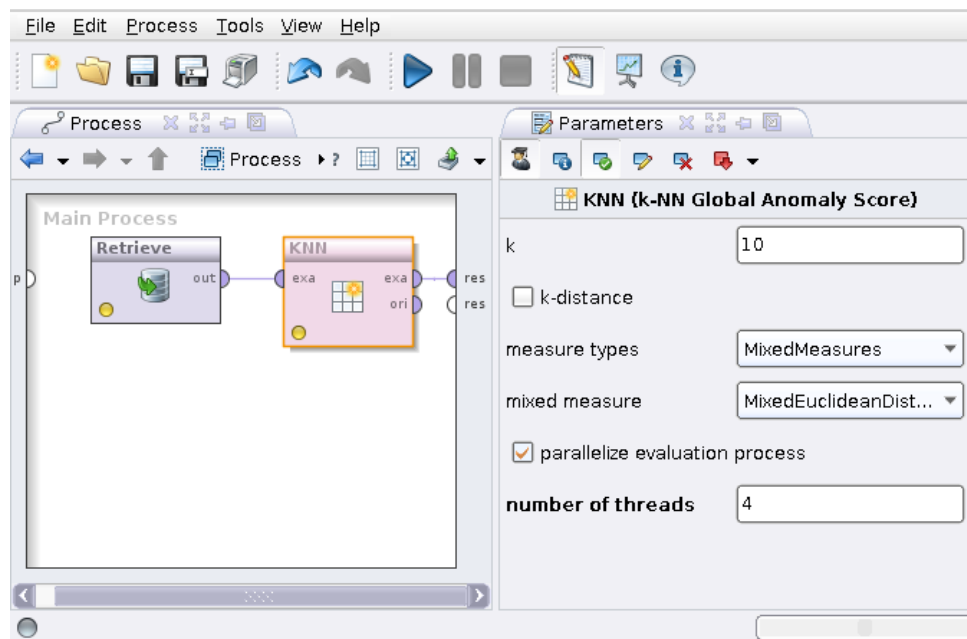 File Edit Process Tools View Help
Process
Process ?
Main Process
Retrieve
out
KNN
exa exa
ori
p
res
res
Parameters
KNN (k-NN Global Anomaly Score)
k 10
k-distance
measure types MixedMeasures
mixed measure MixedEuclideanDist...
parallelize evaluation process
number of threads 4